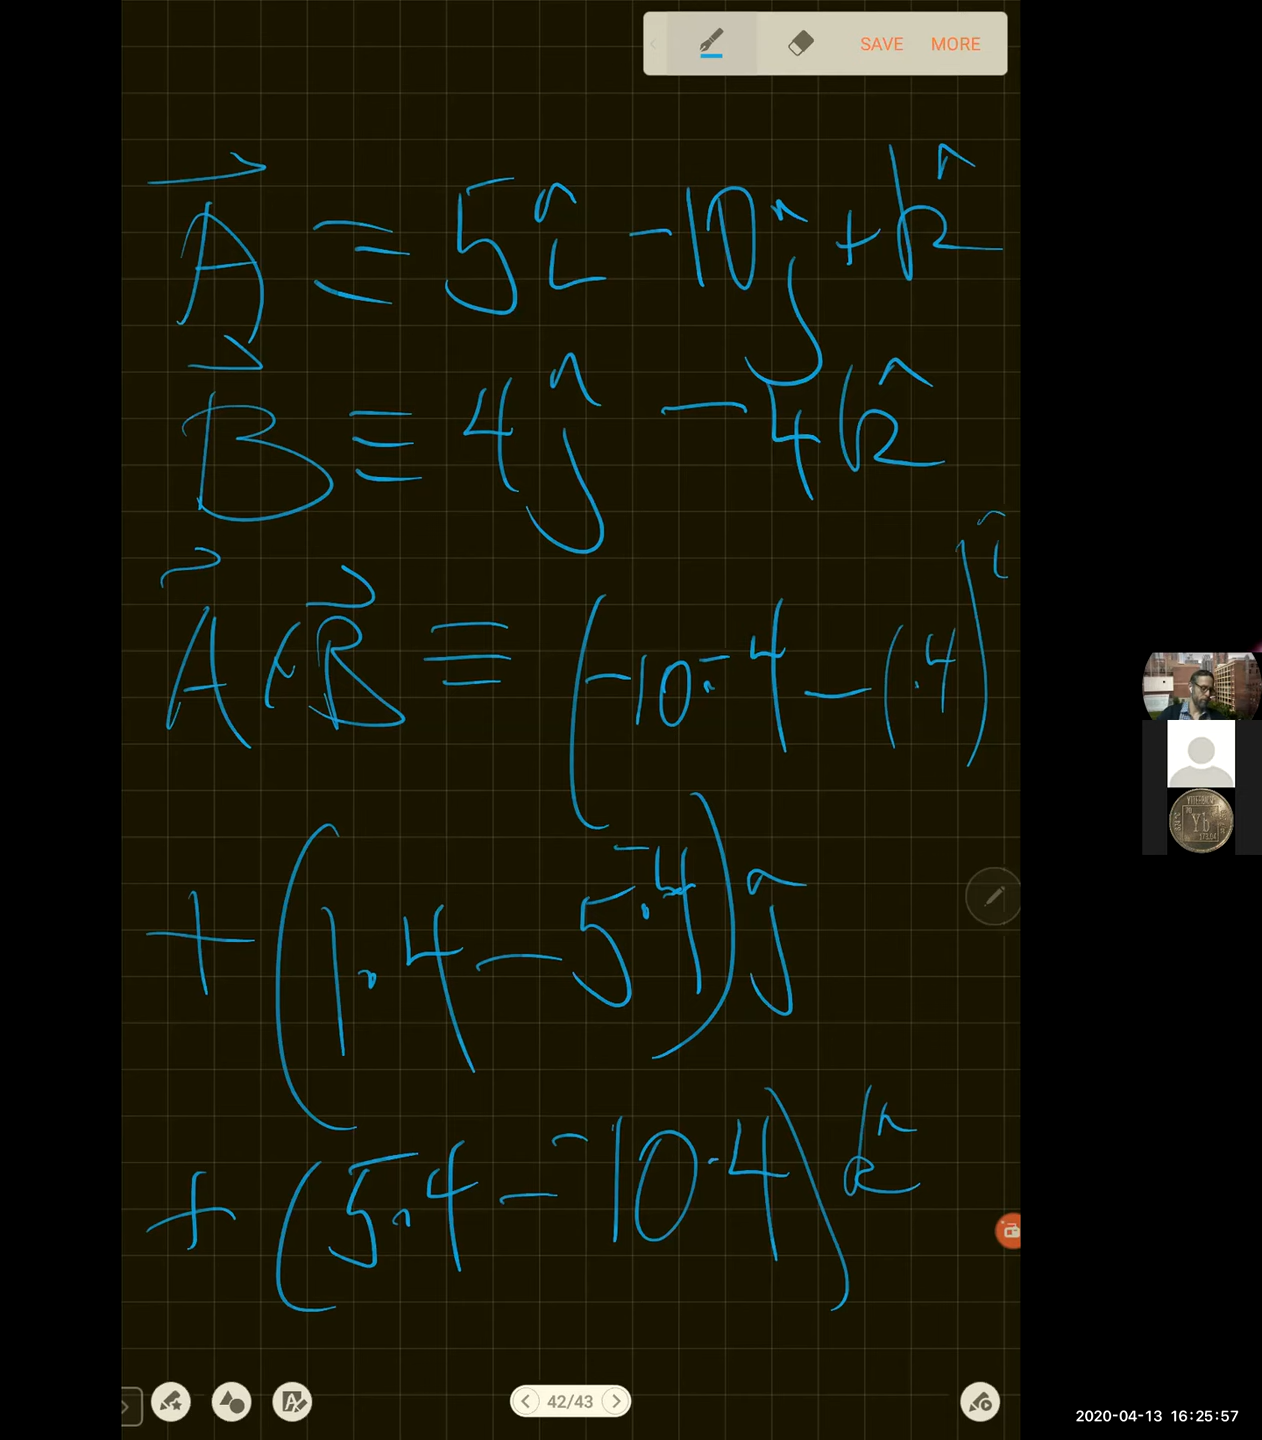 SAVE MORE
A⃗ ≡ 5î - 10ĵ + k̂
B⃗ ≡ 4ĵ - 4k̂
A⃗ × B⃗ ≡ (-10·-4 - (·4)î
+ (1·4 - 5·-4)ĵ
+ (5·4 - -10·4)k̂
42/43
Yb
2020-04-13 16:25:57